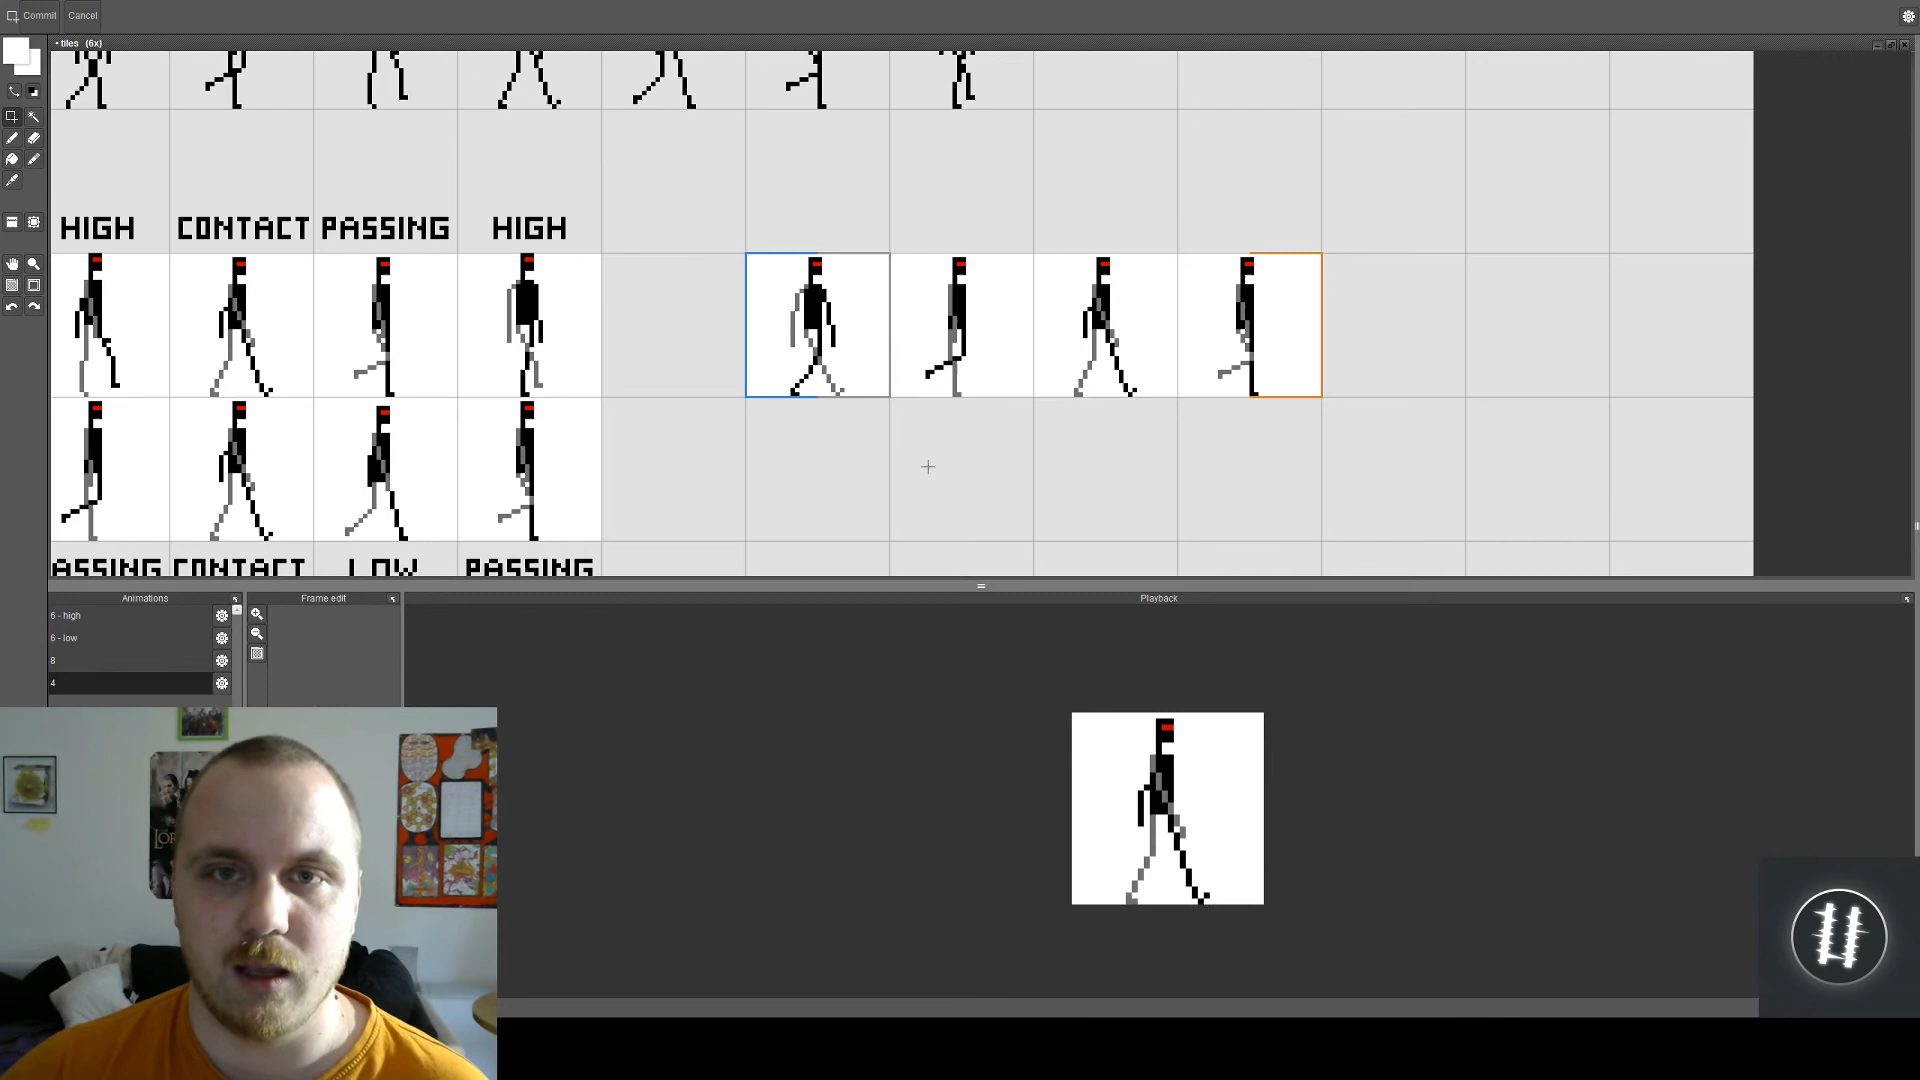 Commit Cancel
• tiles (6x)
HIGH CONTACT PASSING HIGH
ASSING CONTACT LOW PASSING
Animations Frame edit Playback
6 - high
6 - low
8
4
LOR